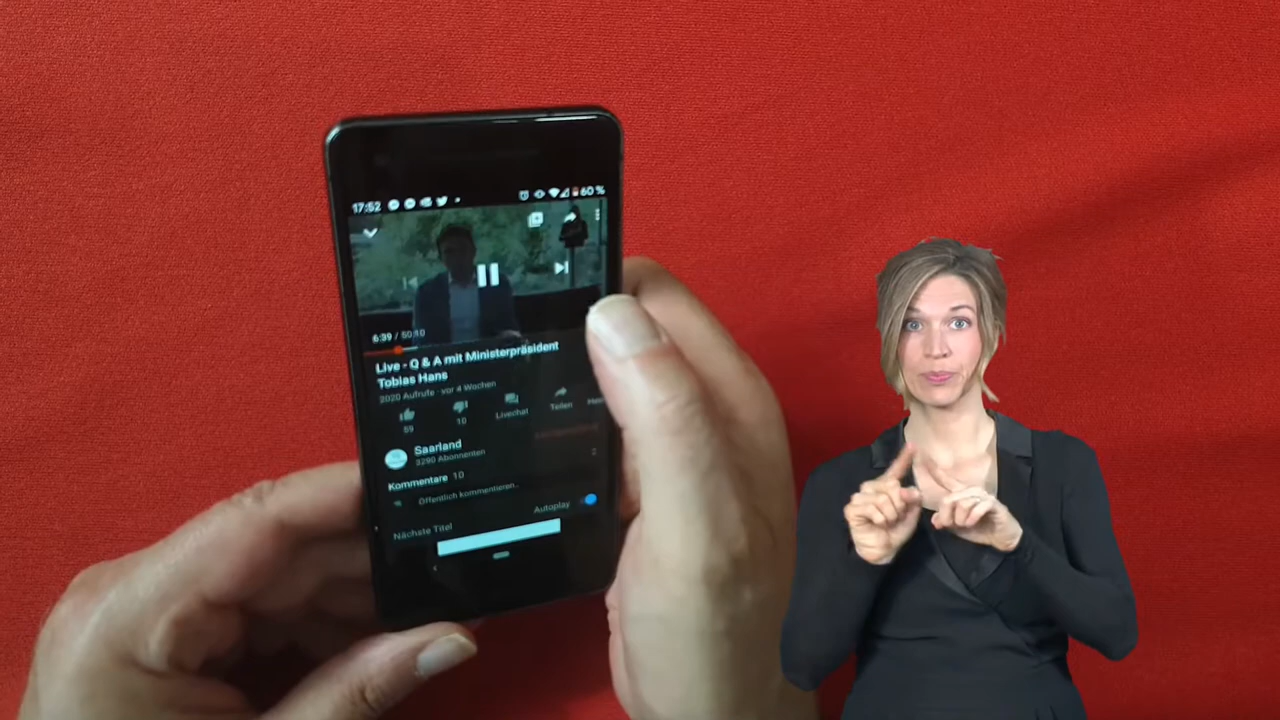 17:52 60 %
6:39 / 50:10
Live - Q & A mit Ministerpräsident
Tobias Hans
2020 Aufrufe · vor 4 Wochen
59 10 Livechat Teilen
Saarland
3290 Abonnenten
Kommentare 10
Öffentlich kommentieren..
Autoplay
Nächste Titel